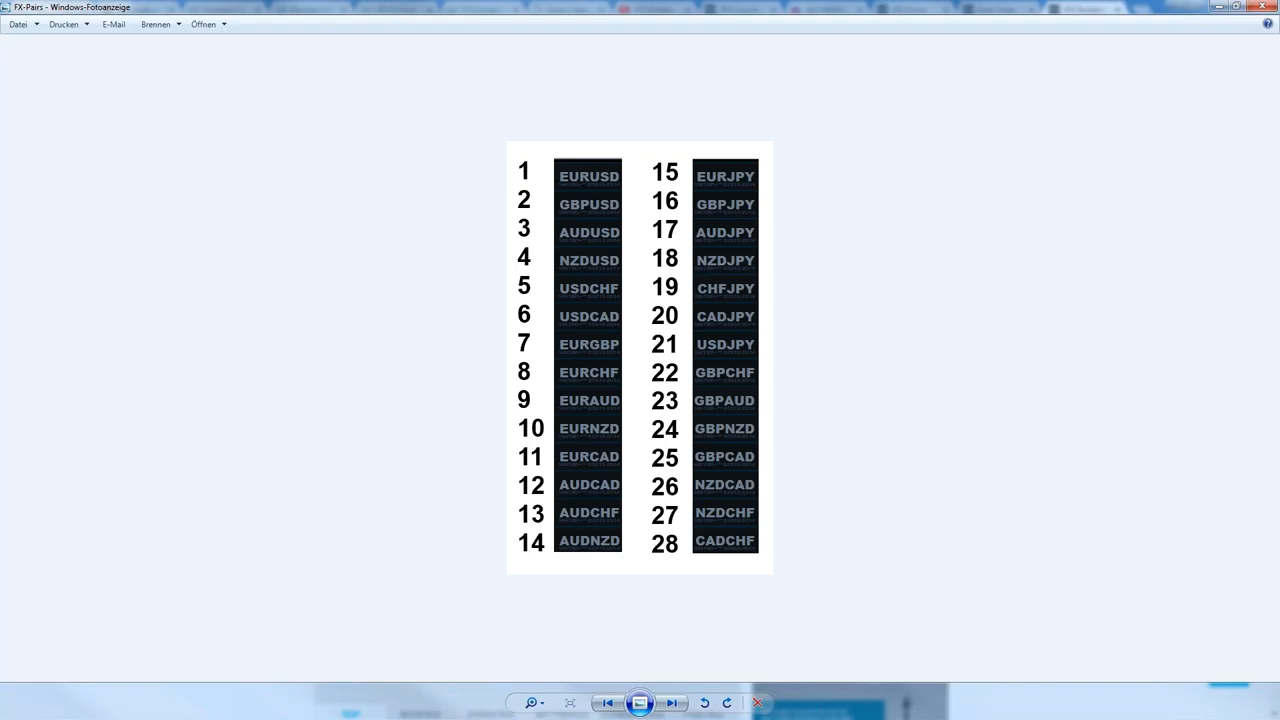 FX-Pairs - Windows-Fotoanzeige
Datei Drucken E-Mail Brennen Öffnen
1 EURUSD
2 GBPUSD
3 AUDUSD
4 NZDUSD
5 USDCHF
6 USDCAD
7 EURGBP
8 EURCHF
9 EURAUD
10 EURNZD
11 EURCAD
12 AUDCAD
13 AUDCHF
14 AUDNZD
15 EURJPY
16 GBPJPY
17 AUDJPY
18 NZDJPY
19 CHFJPY
20 CADJPY
21 USDJPY
22 GBPCHF
23 GBPAUD
24 GBPNZD
25 GBPCAD
26 NZDCAD
27 NZDCHF
28 CADCHF